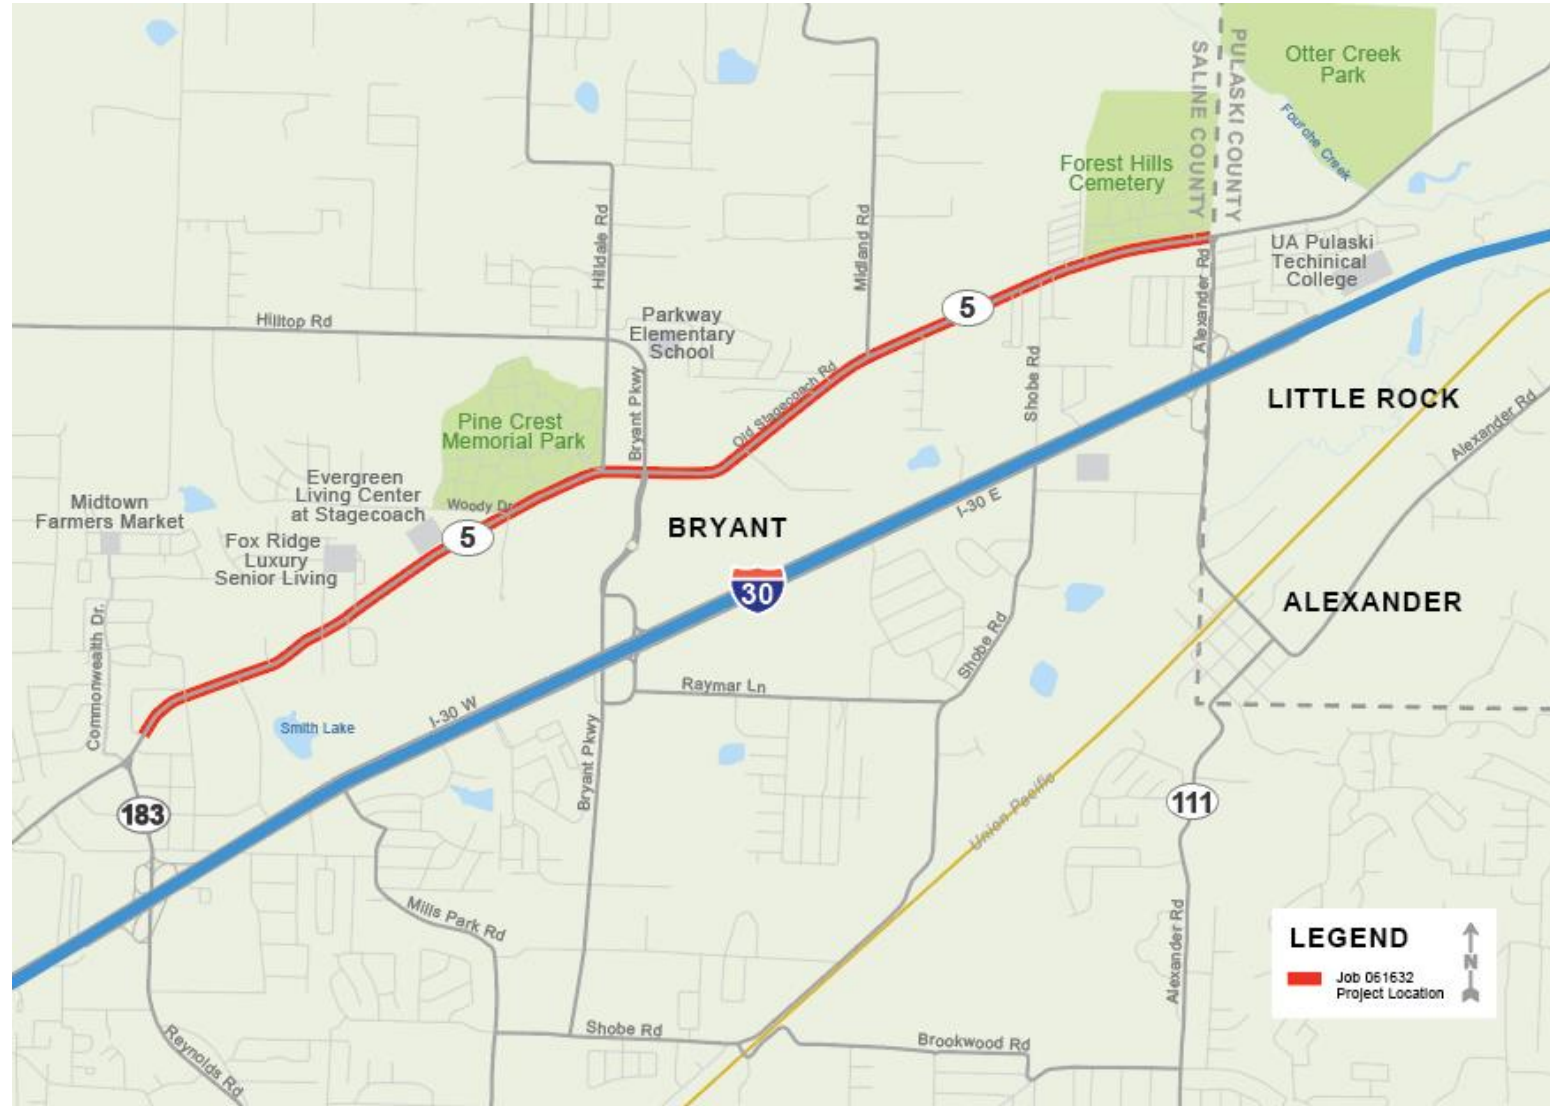 Otter Creek
Park
PULASKI COUNTY
SALINE COUNTY
Fourche Creek
Forest Hills
Cemetery
Hilldale Rd
Midland Rd
UA Pulaski
Techinical
College
Alexander Rd
5
Hilltop Rd
Parkway
Elementary
School
Bryant Pkwy
Old Stagecoach Rd
Shobe Rd
LITTLE ROCK
Alexander Rd
Pine Crest
Memorial Park
Woody Dr
Evergreen
Living Center
at Stagecoach
Midtown
Farmers Market
Fox Ridge
Luxury
Senior Living
5
BRYANT
I-30 E
30
ALEXANDER
Commonwealth Dr.
Shobe Rd
Raymar Ln
I-30 W
Smith Lake
Bryant Pkwy
Union Pacific
183
111
Mills Park Rd
Alexander Rd
LEGEND
Job 061632
Project Location
N
Reynolds Rd
Shobe Rd
Brookwood Rd